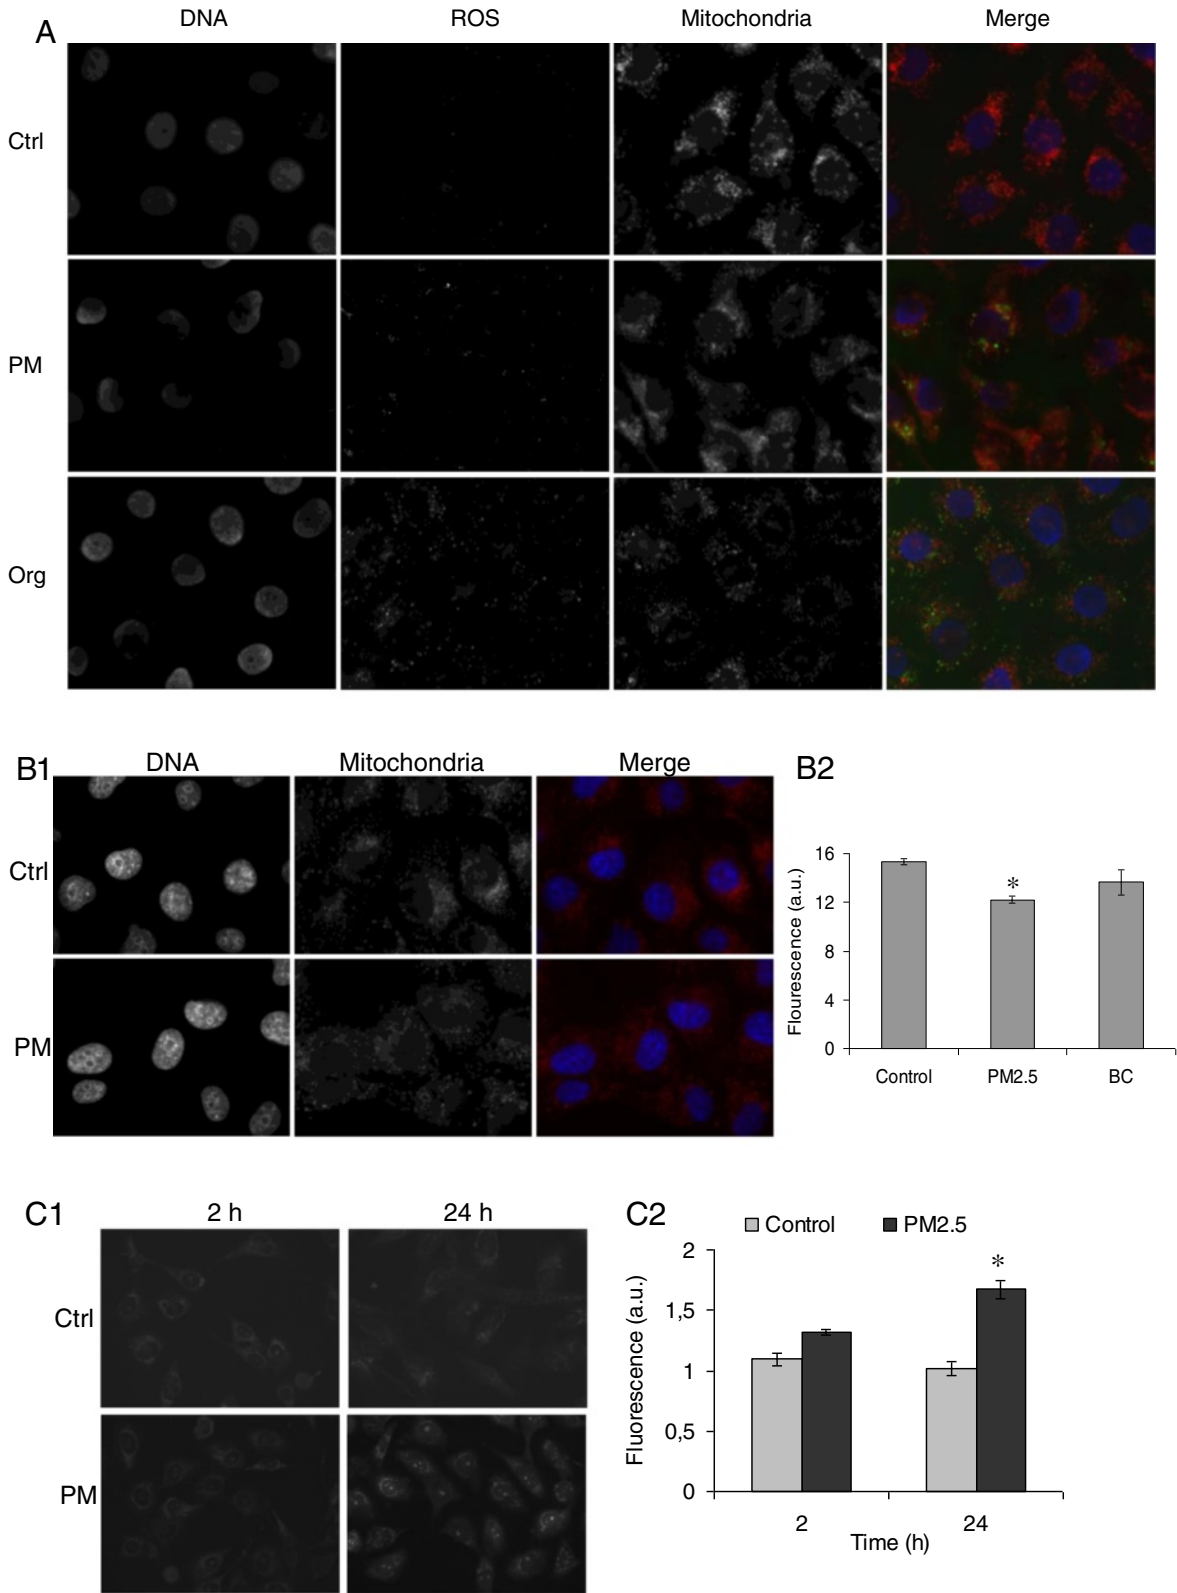 A
DNA ROS Mitochondria Merge
Ctrl
PM
Org
B1
DNA Mitochondria Merge
Ctrl
PM
B2
Flourescence (a.u.)
16
12
8
4
0
*
Control PM2.5 BC
C1
2 h 24 h
Ctrl
PM
C2
Control PM2.5
Fluorescence (a.u.)
2
1,5
1
0,5
0
*
2 24
Time (h)